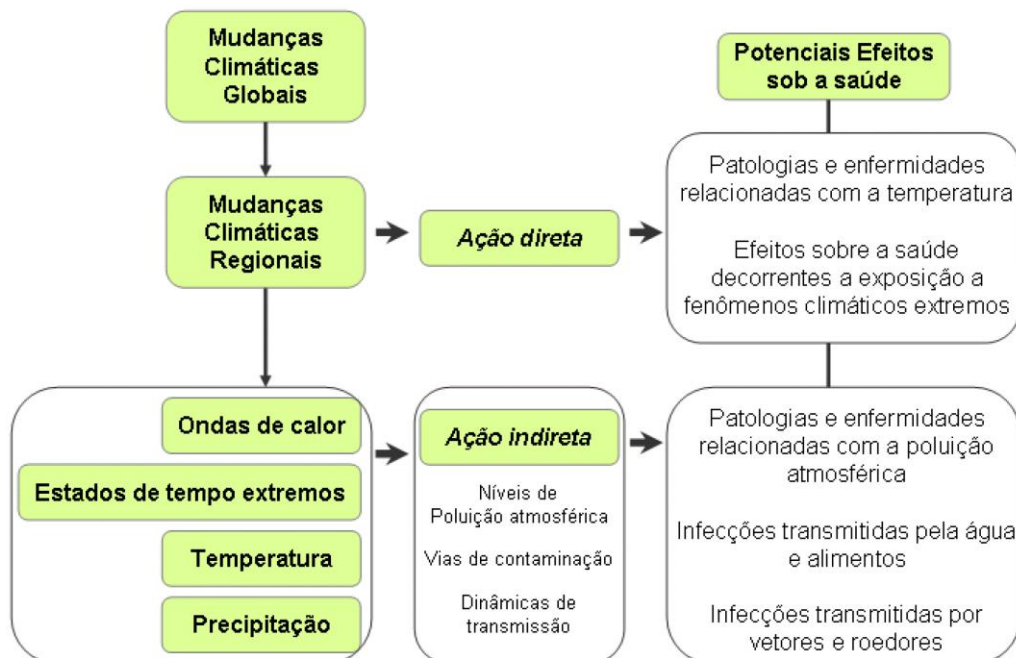 Mudanças
Climáticas
Globais
Potenciais Efeitos
sob a saúde
Mudanças
Climáticas
Regionais
Ação direta
Patologias e enfermidades
relacionadas com a temperatura
Efeitos sobre a saúde
decorrentes a exposição a
fenômenos climáticos extremos
Ondas de calor
Estados de tempo extremos
Temperatura
Precipitação
Ação indireta
Níveis de
Poluição atmosférica
Vias de contaminação
Dinâmicas de
transmissão
Patologias e enfermidades
relacionadas com a poluição
atmosférica
Infecções transmitidas pela água
e alimentos
Infecções transmitidas por
vetores e roedores